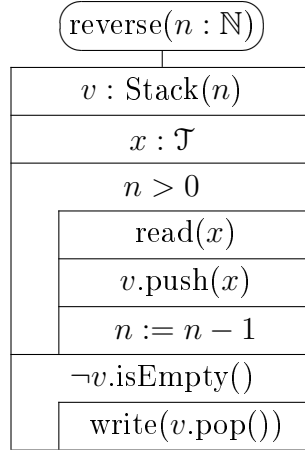 reverse(n : ℕ)
v : Stack(n)
x : 𝒯
n > 0
read(x)
v.push(x)
n := n − 1
¬v.isEmpty()
write(v.pop())